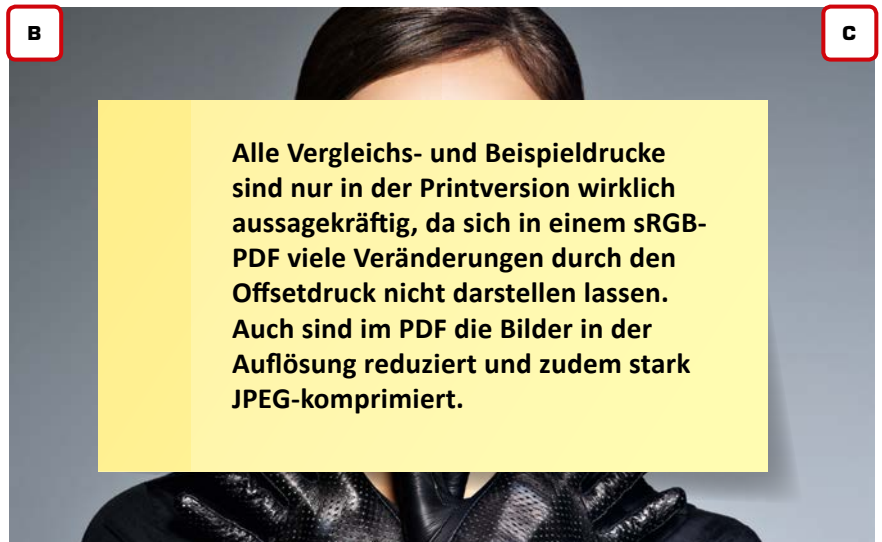 B
C
Alle Vergleichs- und Beispieldrucke
sind nur in der Printversion wirklich
aussagekräftig, da sich in einem sRGB-
PDF viele Veränderungen durch den
Offsetdruck nicht darstellen lassen.
Auch sind im PDF die Bilder in der
Auflösung reduziert und zudem stark
JPEG-komprimiert.